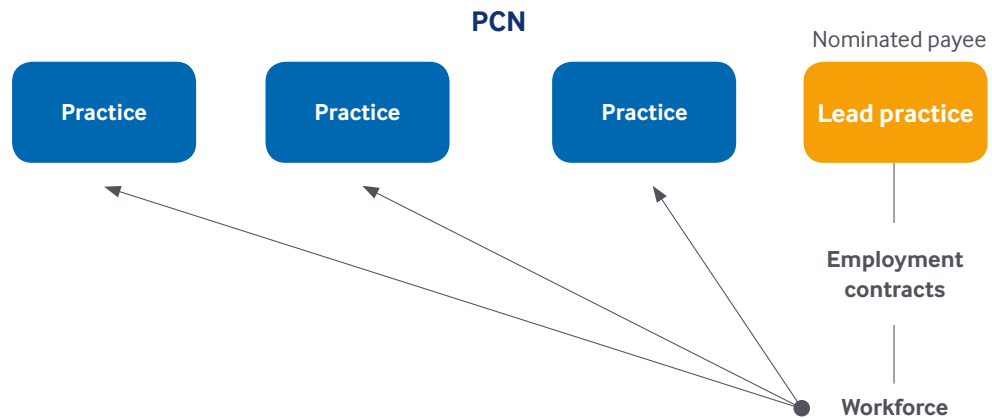 PCN
Nominated payee
Practice
Practice
Practice
Lead practice
Employment
contracts
Workforce